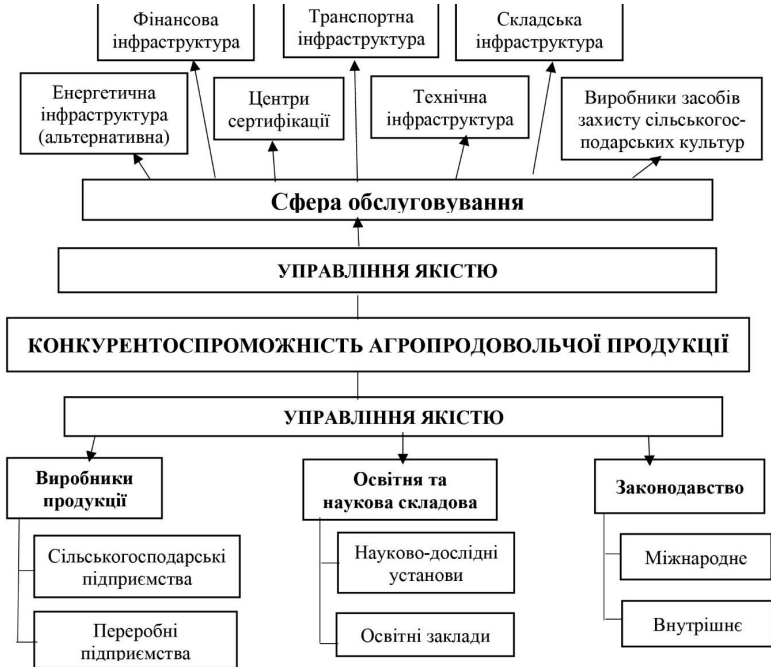 Фінансова
інфраструктура
Транспортна
інфраструктура
Складська
інфраструктура
Енергетична
інфраструктура
(альтернативна)
Центри
сертифікації
Технічна
інфраструктура
Виробники засобів
захисту сільськогос-
подарських культур
Сфера обслуговування
УПРАВЛІННЯ ЯКІСТЮ
КОНКУРЕНТОСПРОМОЖНІСТЬ АГРОПРОДОВОЛЬЧОЇ ПРОДУКЦІЇ
УПРАВЛІННЯ ЯКІСТЮ
Виробники
продукції
Освітня та
наукова складова
Законодавство
Сільськогосподарські
підприємства
Науково-дослідні
установи
Міжнародне
Переробні
підприємства
Освітні заклади
Внутрішнє